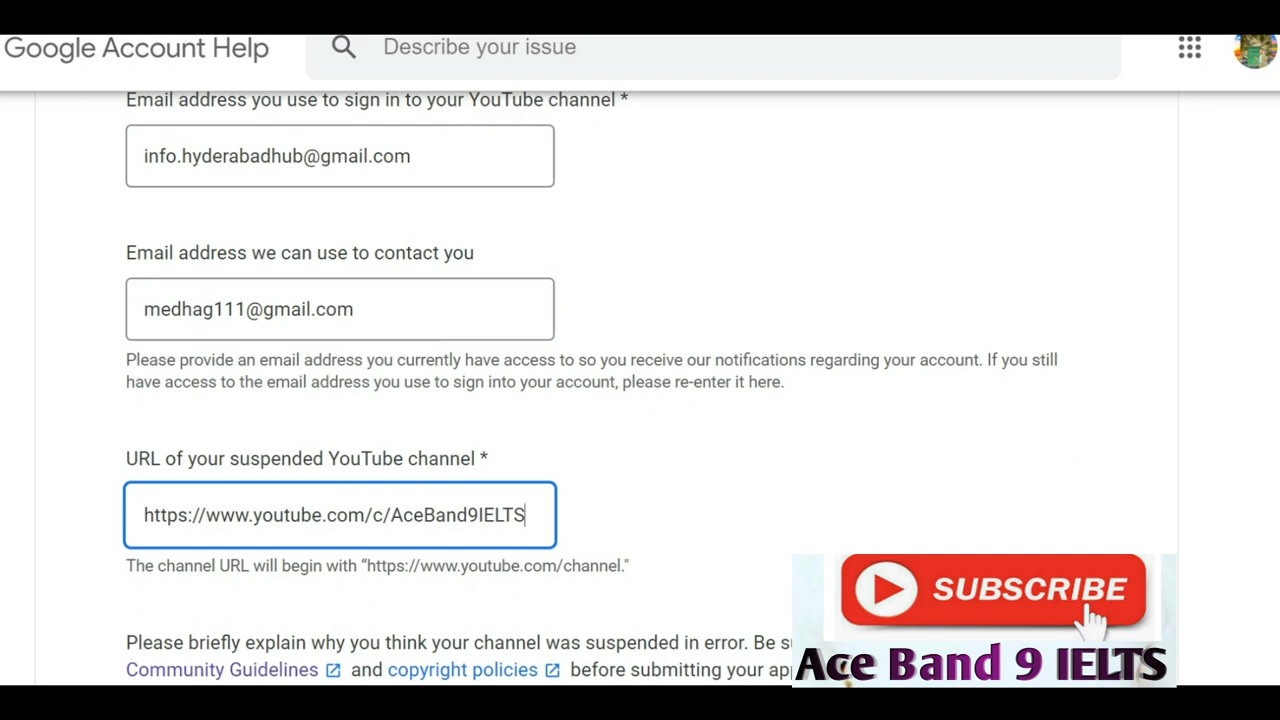 Google Account Help
Describe your issue
Email address you use to sign in to your YouTube channel *
info.hyderabadhub@gmail.com
Email address we can use to contact you
medhag111@gmail.com
Please provide an email address you currently have access to so you receive our notifications regarding your account. If you still
have access to the email address you use to sign into your account, please re-enter it here.
URL of your suspended YouTube channel *
https://www.youtube.com/c/AceBand9IELTS
The channel URL will begin with “https://www.youtube.com/channel."
Please briefly explain why you think your channel was suspended in error. Be
Community Guidelines and copyright policies before submitting your
SUBSCRIBE
Ace Band 9 IELTS